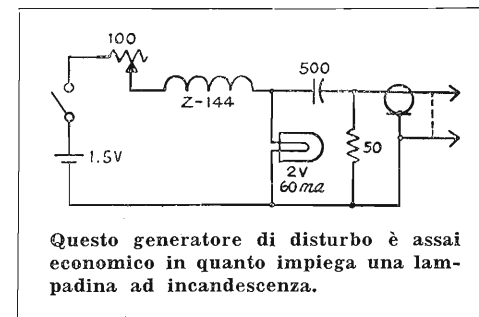 100
500
Z-144
50
1.5V
2V
60ma
Questo generatore di disturbo è assai
economico in quanto impiega una lam-
padina ad incandescenza.